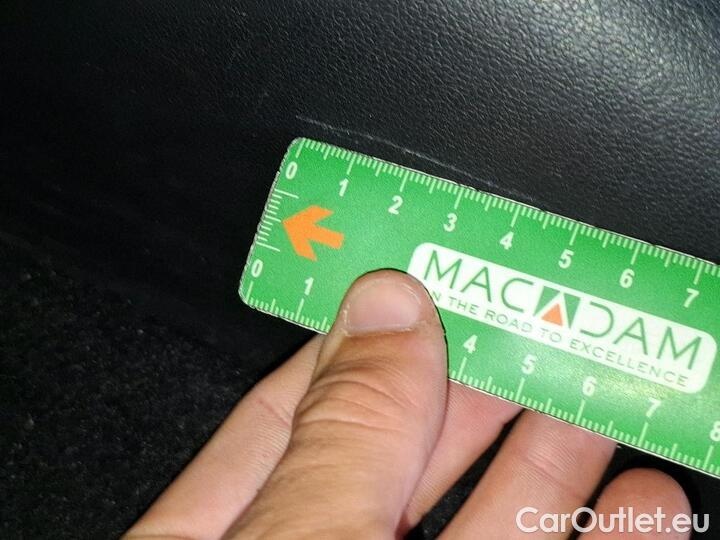 0 1 2 3 4 5 6 7
MACADAM
N THE ROAD TO EXCELLENCE
0 1 4 5 6 7 8
CarOutlet.eu